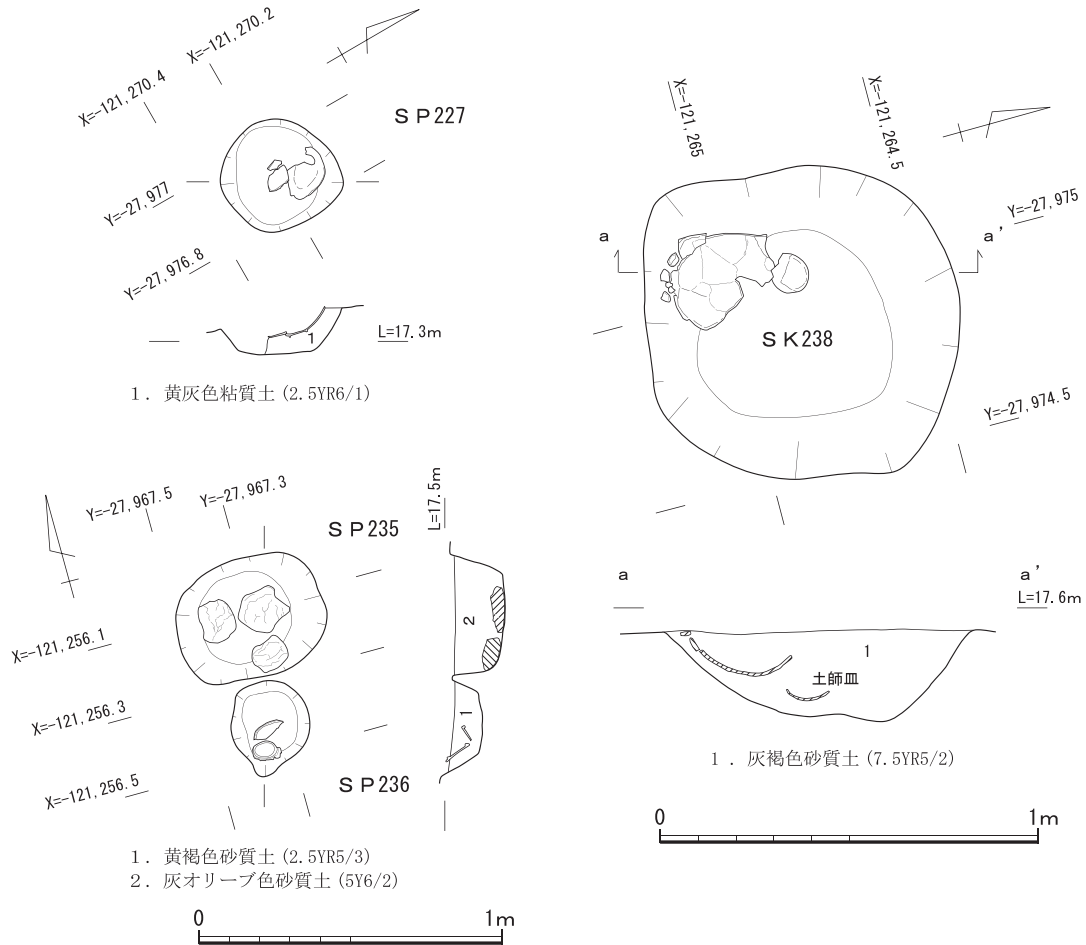 X=-121,270.2
X=-121,270.4
SP227
Y=-27,977
Y=-27,976.8
1
L=17.3m
1. 黄灰色粘質土(2.5YR6/1)
Y=-27,967.5
Y=-27,967.3
L=17.5m
SP235
X=-121,256.1
2
X=-121,256.3
1
X=-121,256.5
SP236
1. 黄褐色砂質土(2.5YR5/3)
2. 灰オリーブ色砂質土(5Y6/2)
0 1m
X=-121,265
X=-121,264.5
Y=-27,975
a a'
SK238
Y=-27,974.5
a a'
L=17.6m
1
土師皿
1. 灰褐色砂質土(7.5YR5/2)
0 1m